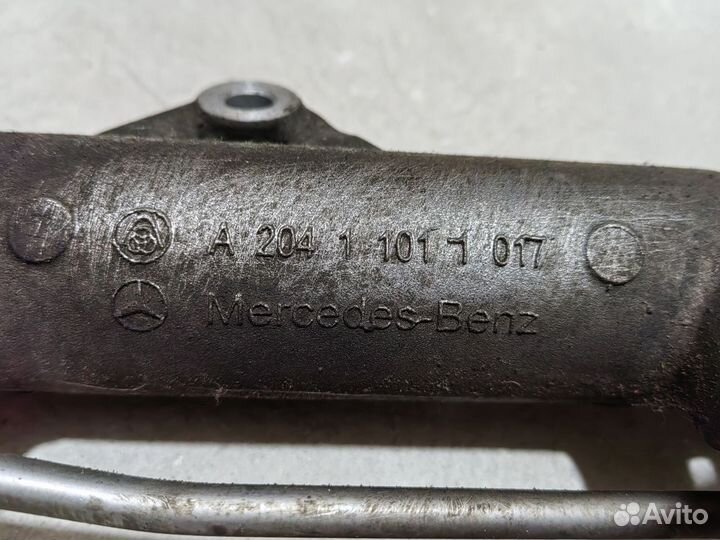 A 204 1 101 1 017
Mercedes-Benz
Avito